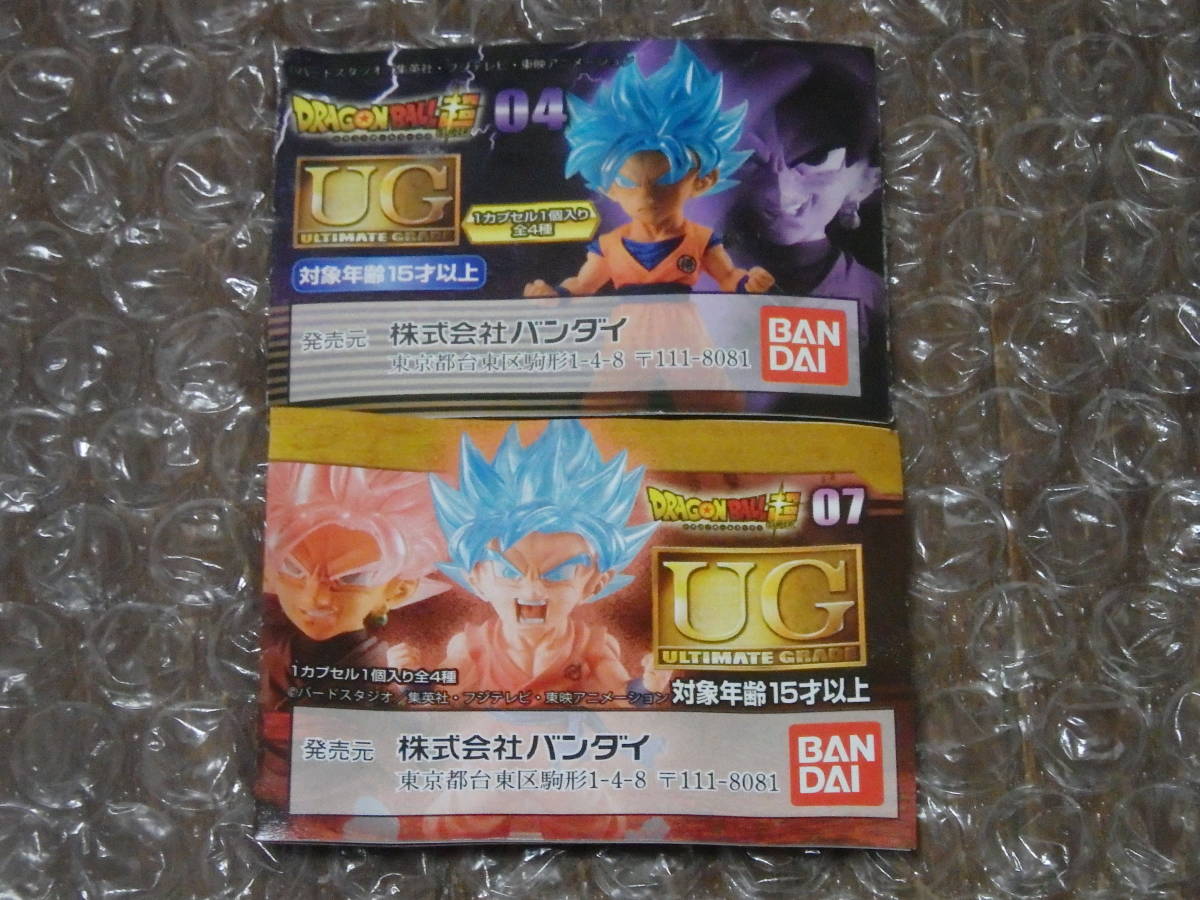 ©バードスタジオ／集英社・フジテレビ・東映アニメーション
DRAGON BALL超 04
UG
ULTIMATE GRADE
1カプセル1個入り
全4種
対象年齢15才以上
発売元 株式会社バンダイ
東京都台東区駒形1-4-8 〒111-8081
BAN
DAI
DRAGON BALL超 07
UG
ULTIMATE GRADE
1カプセル1個入り全4種
©バードスタジオ／集英社・フジテレビ・東映アニメーション
対象年齢15才以上
発売元 株式会社バンダイ
東京都台東区駒形1-4-8 〒111-8081
BAN
DAI